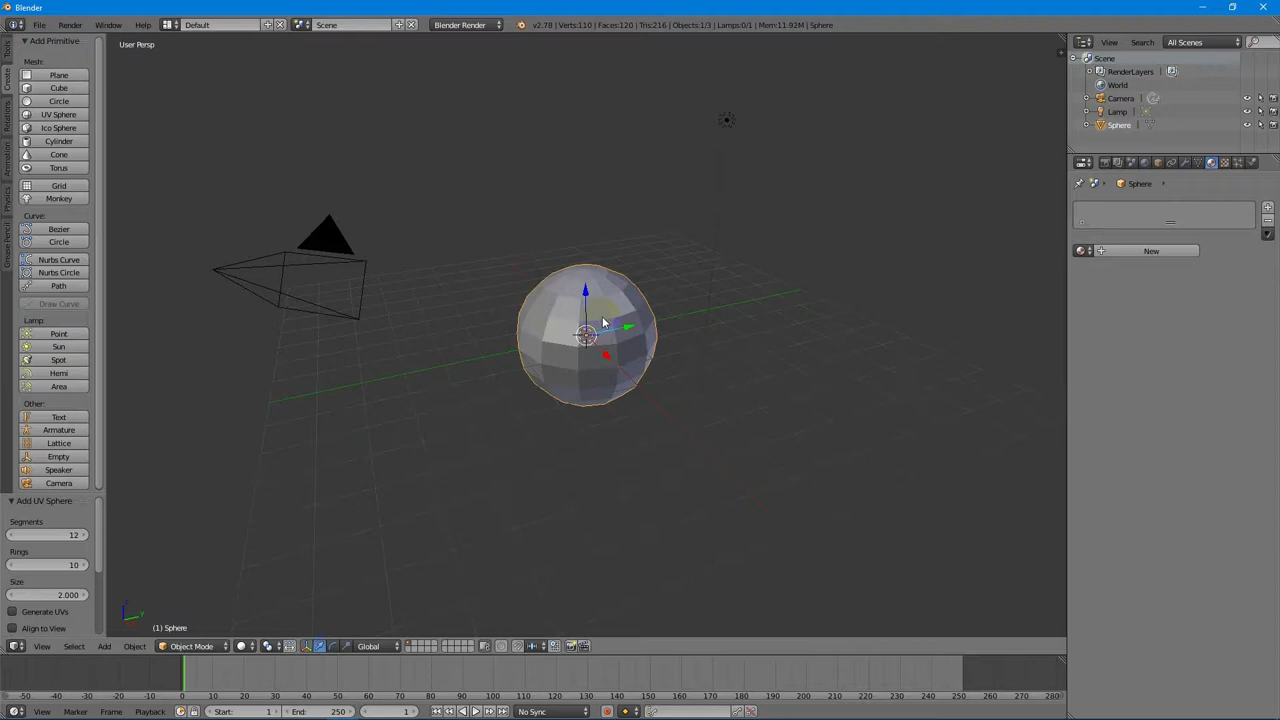 Blender
File Render Window Help Default Scene Blender Render v2.78 | Verts:110 | Faces:120 | Tris:216 | Objects:1/3 | Lamps:0/1 | Mem:11.92M | Sphere
Add Primitive
Mesh:
Plane
Cube
Circle
UV Sphere
Ico Sphere
Cylinder
Cone
Torus
Grid
Monkey
Curve:
Bezier
Circle
Nurbs Curve
Nurbs Circle
Path
Draw Curve
Lamp:
Point
Sun
Spot
Hemi
Area
Other:
Text
Armature
Lattice
Empty
Speaker
Camera
Add UV Sphere
Segments
12
Rings
10
Size
2.000
Generate UVs
Align to View
Tools
Create
Relations
Animation
Physics
Grease Pencil
User Persp
(1) Sphere
View Search All Scenes
Scene
RenderLayers
World
Camera
Lamp
Sphere
Sphere
New
View Select Add Object Object Mode Global
-50 -40 -30 -20 -10 0 10 20 30 40 50 60 70 80 90 100 110 120 130 140 150 160 170 180 190 200 210 220 230 240 250 260 270 280
View Marker Frame Playback Start: 1 End: 250 1 No Sync